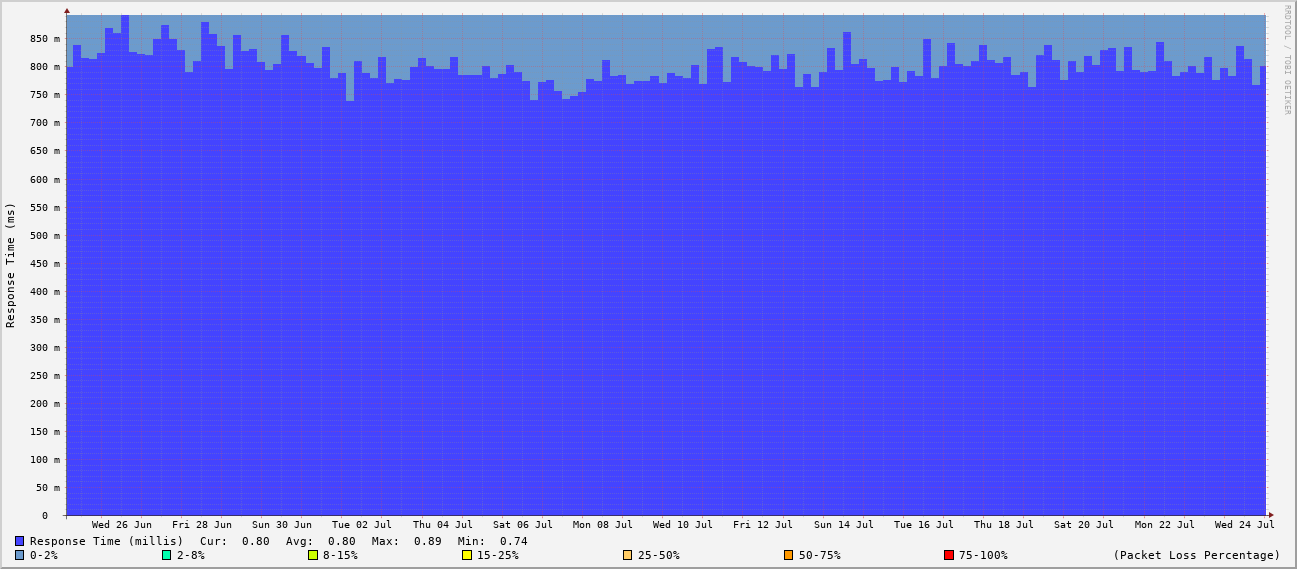 RRDTOOL / TOBI OETIKER
Response Time (ms)
850 m
800 m
750 m
700 m
650 m
600 m
550 m
500 m
450 m
400 m
350 m
300 m
250 m
200 m
150 m
100 m
50 m
0
Wed 26 Jun Fri 28 Jun Sun 30 Jun Tue 02 Jul Thu 04 Jul Sat 06 Jul Mon 08 Jul Wed 10 Jul Fri 12 Jul Sun 14 Jul Tue 16 Jul Thu 18 Jul Sat 20 Jul Mon 22 Jul Wed 24 Jul
Response Time (millis) Cur: 0.80 Avg: 0.80 Max: 0.89 Min: 0.74
0-2% 2-8% 8-15% 15-25% 25-50% 50-75% 75-100% (Packet Loss Percentage)